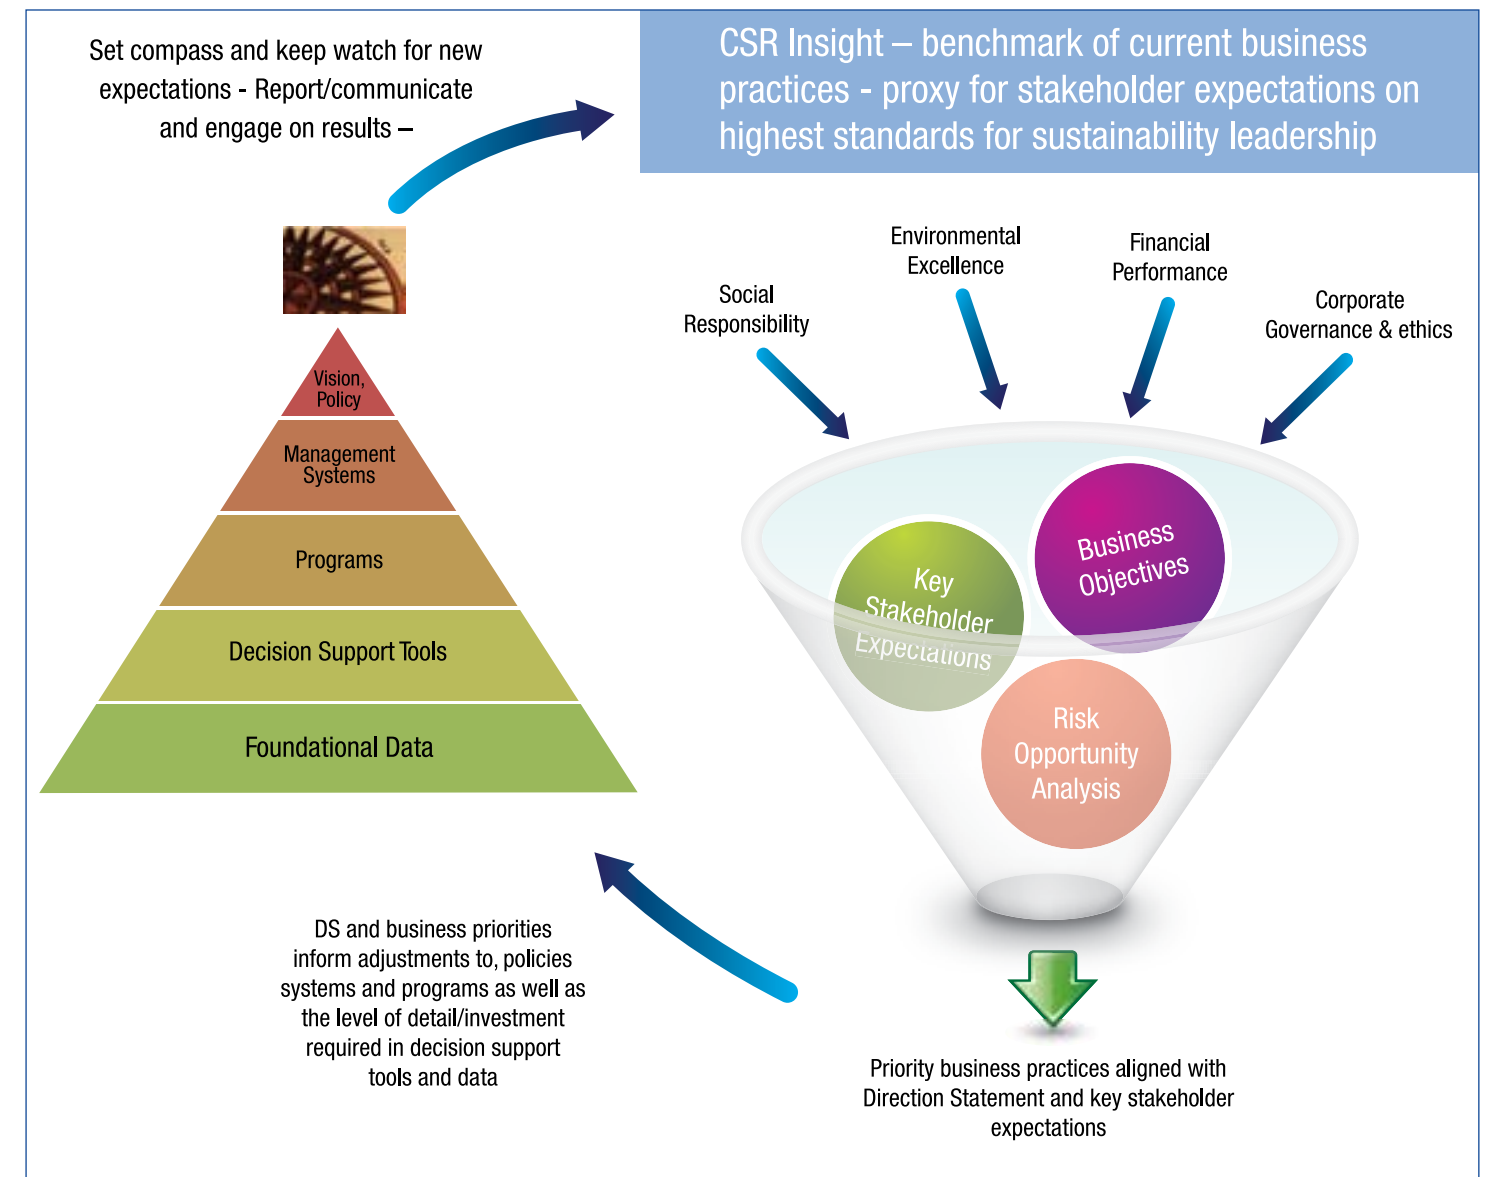 Set compass and keep watch for new
expectations - Report/communicate
and engage on results –
CSR Insight – benchmark of current business
practices - proxy for stakeholder expectations on
highest standards for sustainability leadership
Social
Responsibility
Environmental
Excellence
Financial
Performance
Corporate
Governance & ethics
Vision,
Policy
Management
Systems
Programs
Decision Support Tools
Foundational Data
Key
Stakeholder
Expectations
Business
Objectives
Risk
Opportunity
Analysis
DS and business priorities
inform adjustments to, policies
systems and programs as well as
the level of detail/investment
required in decision support
tools and data
Priority business practices aligned with
Direction Statement and key stakeholder
expectations